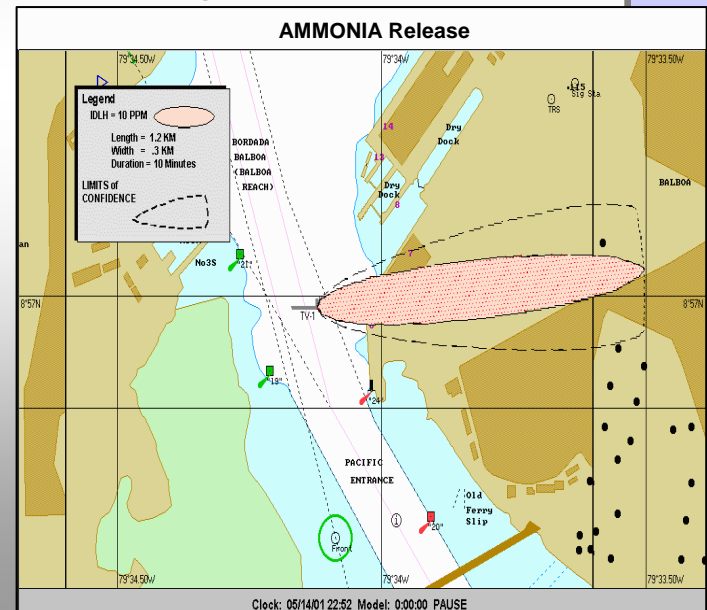 AMMONIA Release
79°34.50'W
79°34'W
79°33.50'W
Legend
IDLH = 10 PPM
Length = 1.2 KM
Width = .3 KM
Duration = 10 Minutes
LIMITS of
CONFIDENCE
BORDADA
BALBOA
(BALBOA
REACH)
14
13
Dry
Dock
Dry
Dock
8
7
TRS
Sig Sta.
BALBOA
an
No3S
"21"
8°57'N
TV-1
8°57'N
"19"
"24"
PACIFIC
ENTRANCE
Old
Ferry
Slip
"20"
Front
79°34.50'W
79°34'W
79°33.50'W
Clock: 05/14/01 22:52 Model: 0:00:00 PAUSE